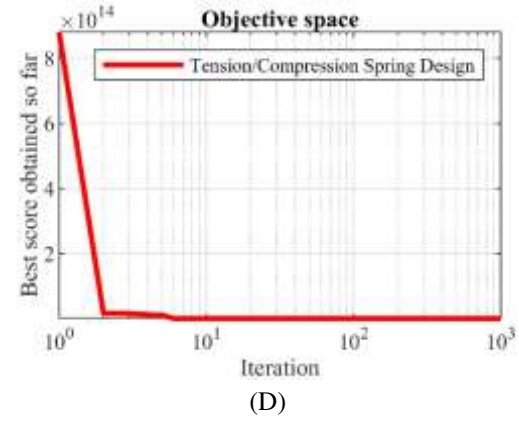 ×10^14
Objective space
Tension/Compression Spring Design
Best score obtained so far
8
6
4
2
10^0 10^1 10^2 10^3
Iteration
(D)